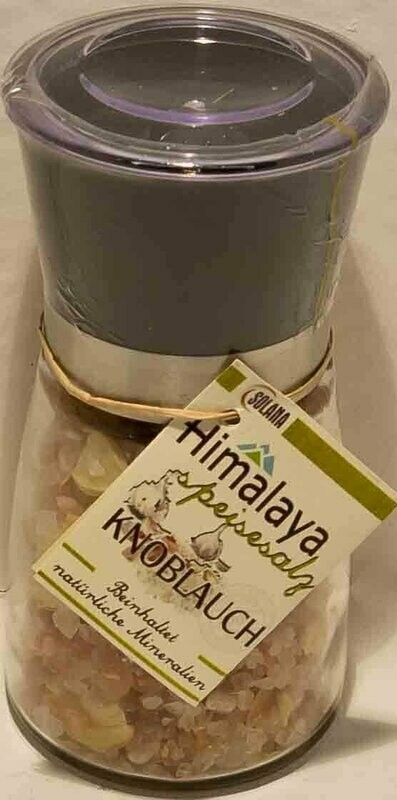 SOLANA
Himalaya
speisesalz
KNOBLAUCH
Beinhaltet
natürliche Mineralien